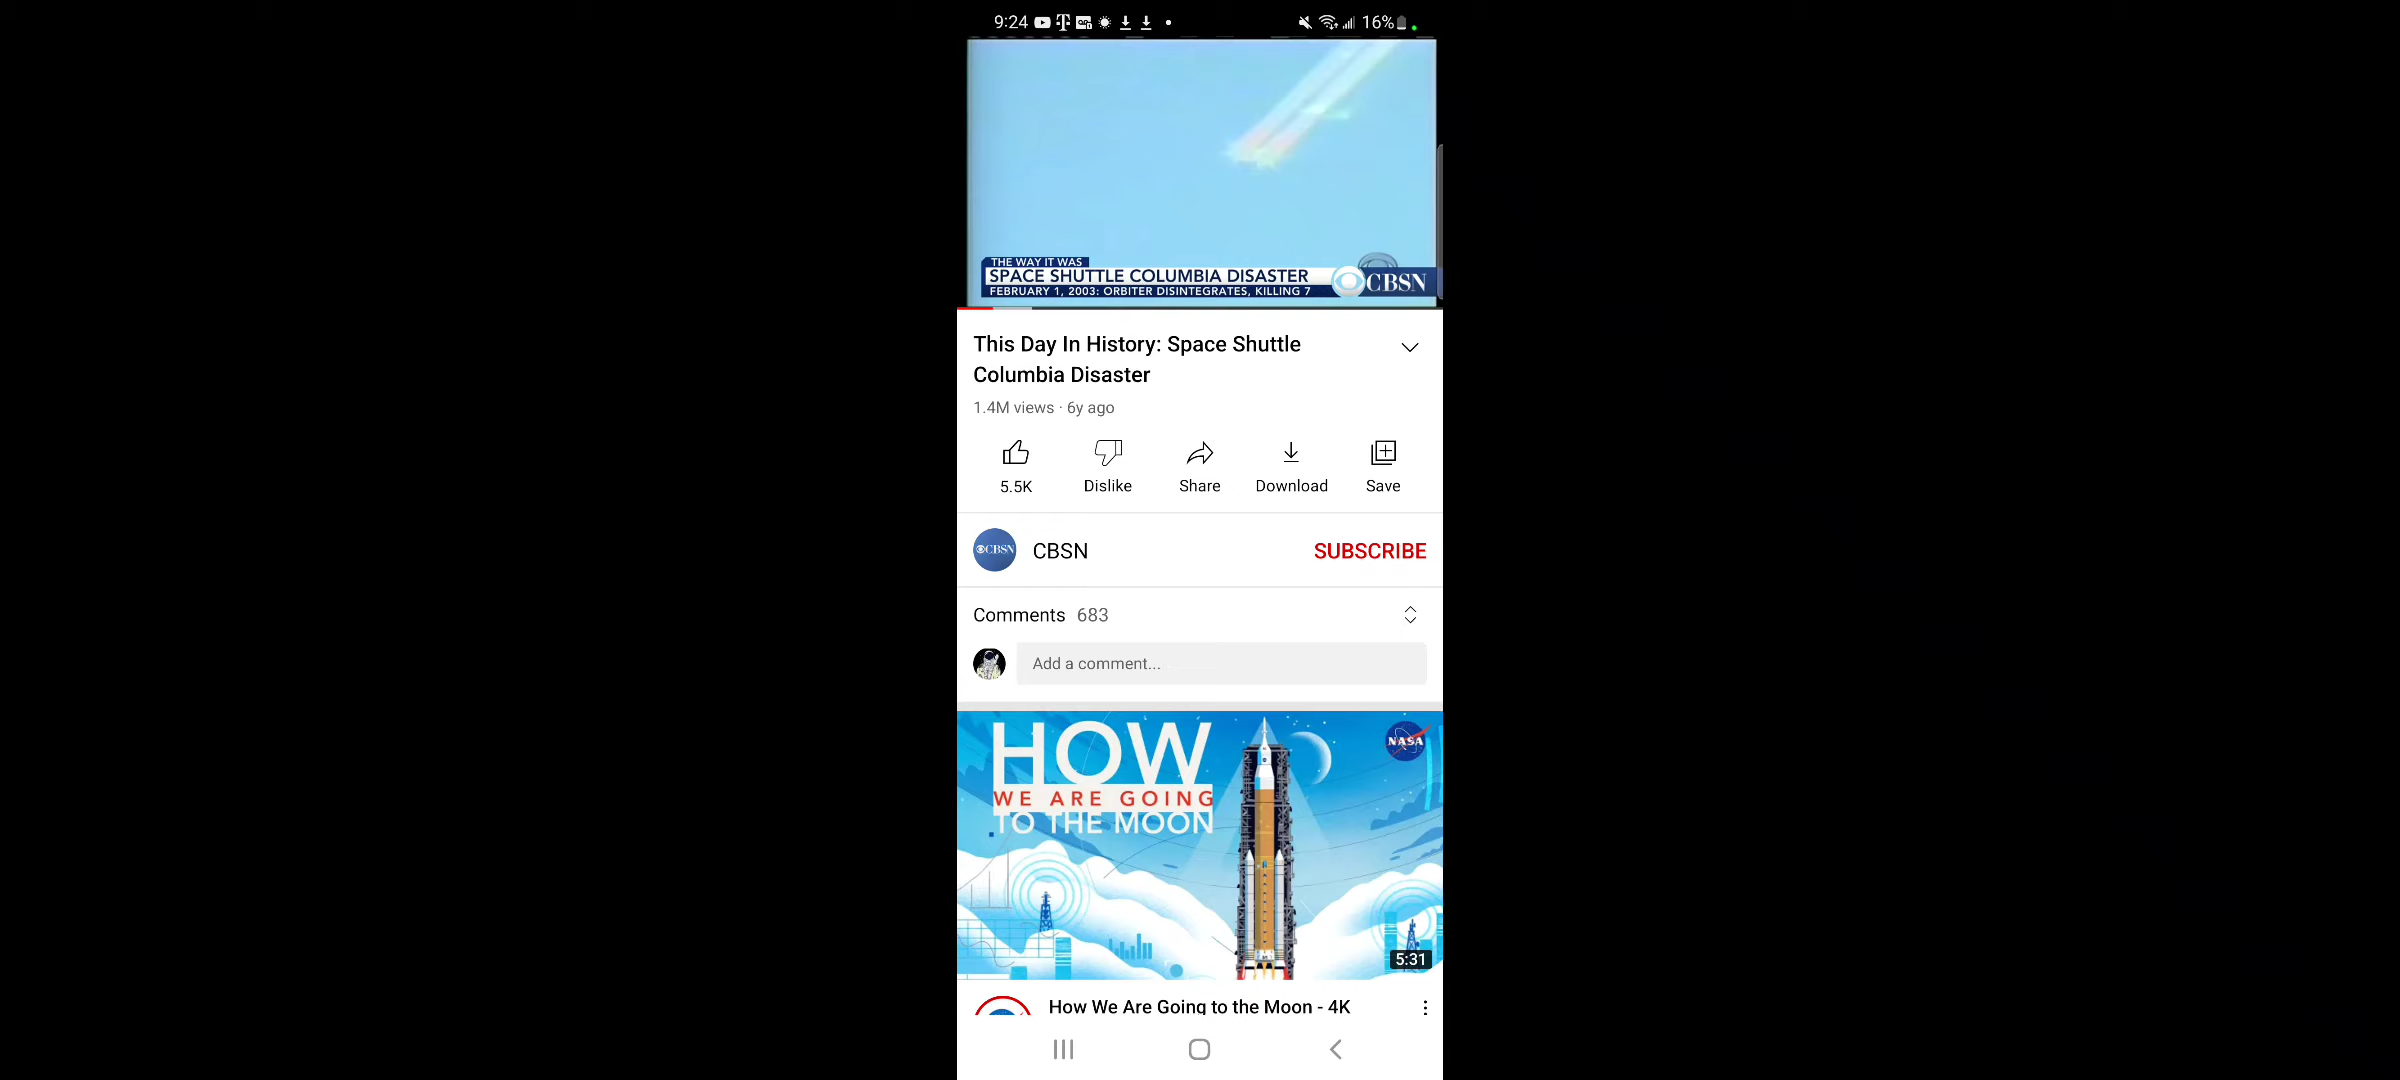 9:24
16%
THE WAY IT WAS
SPACE SHUTTLE COLUMBIA DISASTER
FEBRUARY 1, 2003: ORBITER DISINTEGRATES, KILLING 7
CBSN
This Day In History: Space Shuttle
Columbia Disaster
1.4M views · 6y ago
5.5K
Dislike
Share
Download
Save
CBSN
CBSN
SUBSCRIBE
Comments 683
Add a comment...
HOW
WE ARE GOING
TO THE MOON
NASA
5:31
How We Are Going to the Moon - 4K